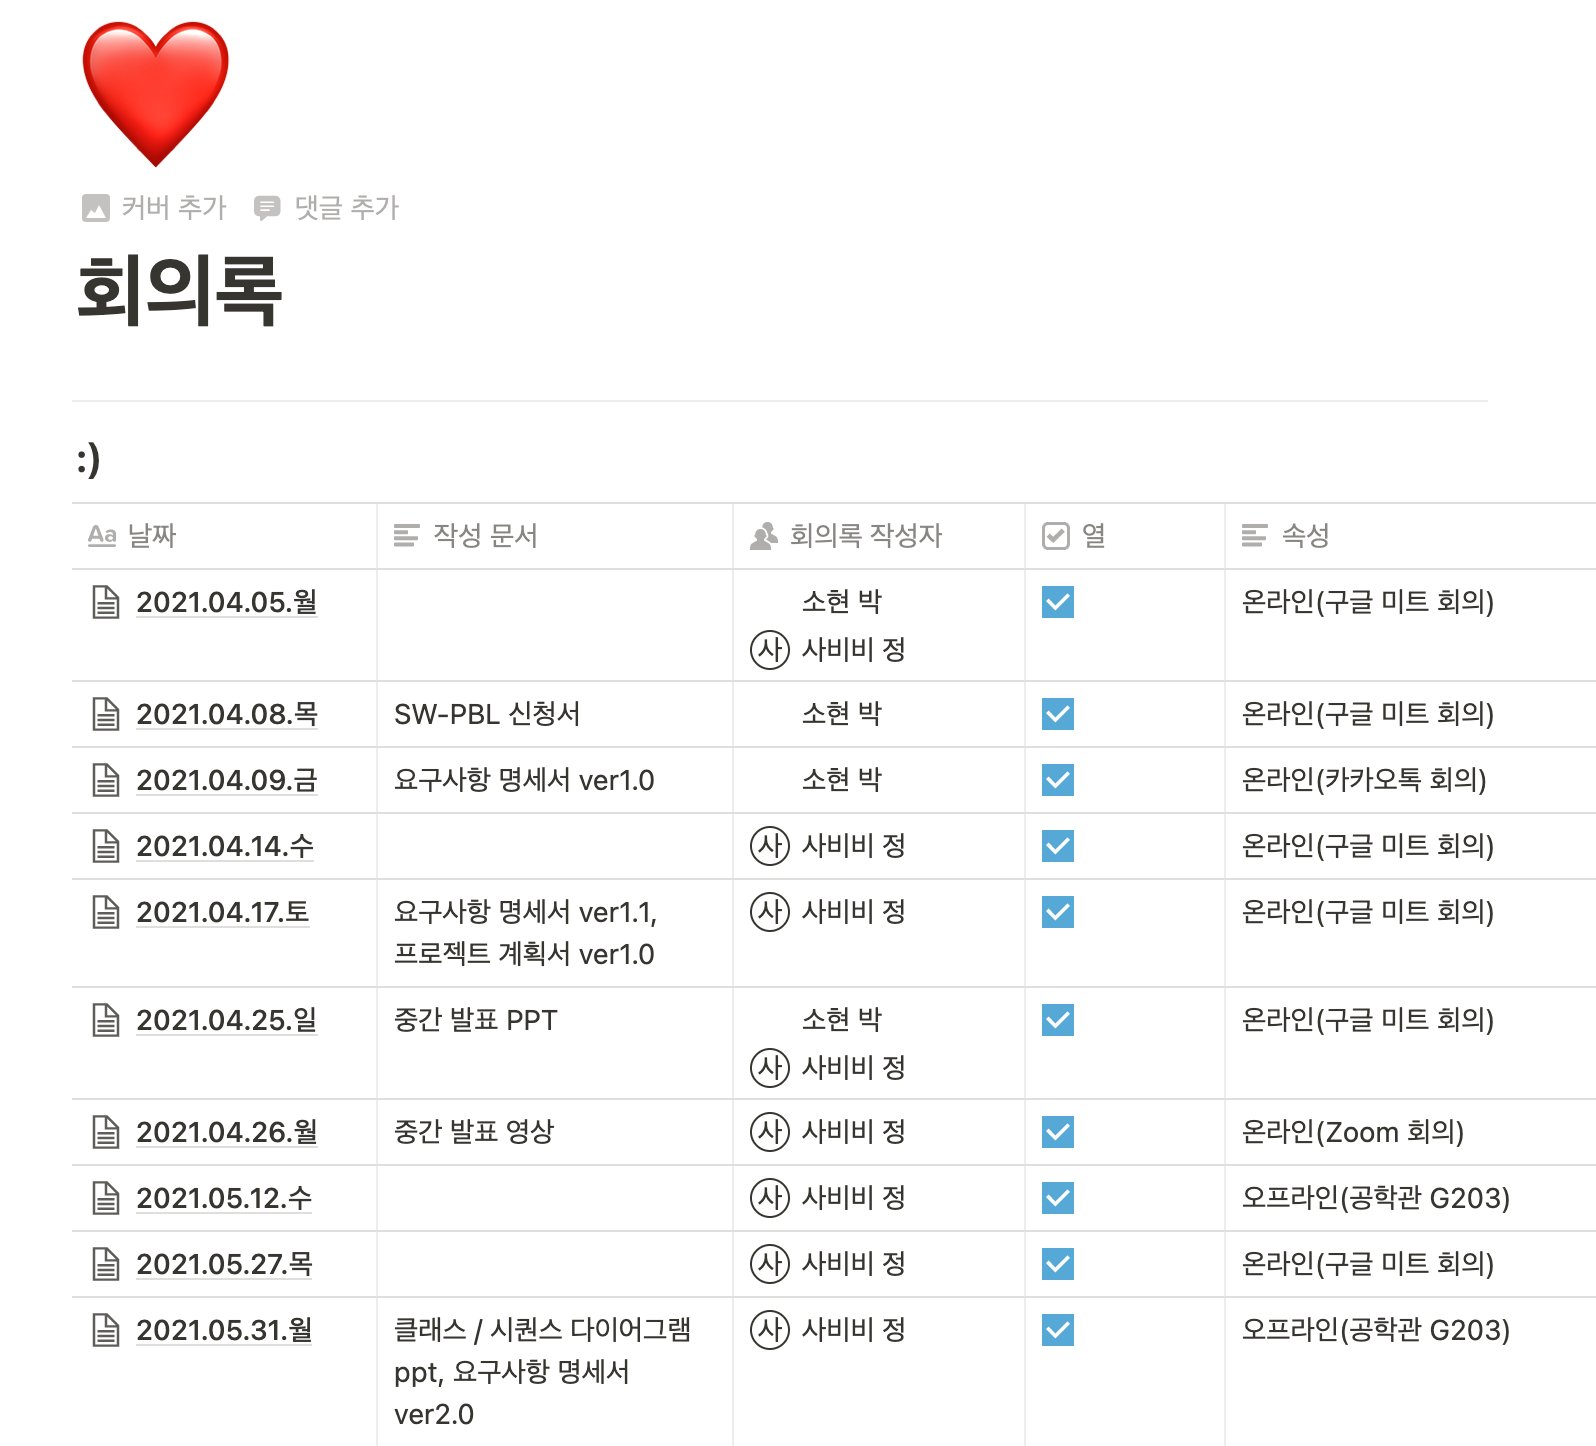 커버 추가 댓글 추가
회의록
:)
Aa 날짜 작성 문서 회의록 작성자 열 속성
2021.04.05.월 소현 박 온라인(구글 미트 회의)
사 사비비 정
2021.04.08.목 SW-PBL 신청서 소현 박 온라인(구글 미트 회의)
2021.04.09.금 요구사항 명세서 ver1.0 소현 박 온라인(카카오톡 회의)
2021.04.14.수 사 사비비 정 온라인(구글 미트 회의)
2021.04.17.토 요구사항 명세서 ver1.1, 사 사비비 정 온라인(구글 미트 회의)
프로젝트 계획서 ver1.0
2021.04.25.일 중간 발표 PPT 소현 박 온라인(구글 미트 회의)
사 사비비 정
2021.04.26.월 중간 발표 영상 사 사비비 정 온라인(Zoom 회의)
2021.05.12.수 사 사비비 정 오프라인(공학관 G203)
2021.05.27.목 사 사비비 정 온라인(구글 미트 회의)
2021.05.31.월 클래스 / 시퀀스 다이어그램 사 사비비 정 오프라인(공학관 G203)
ppt, 요구사항 명세서
ver2.0